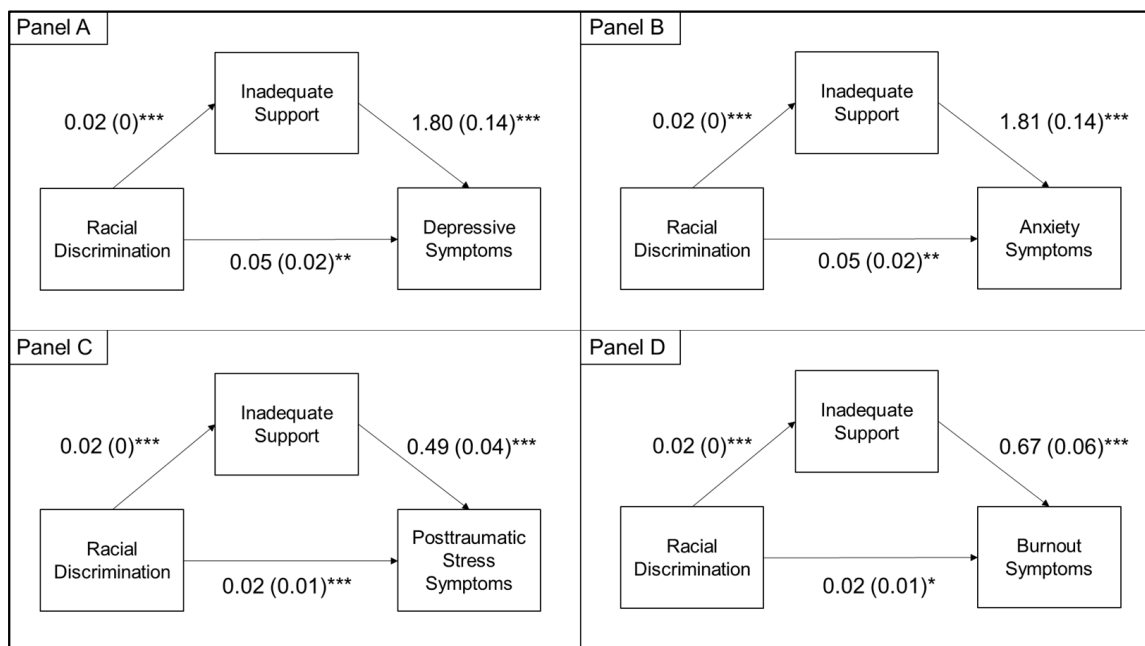 Panel A
Inadequate
Support
0.02 (0)***
1.80 (0.14)***
Racial
Discrimination
Depressive
Symptoms
0.05 (0.02)**
Panel B
Inadequate
Support
0.02 (0)***
1.81 (0.14)***
Racial
Discrimination
Anxiety
Symptoms
0.05 (0.02)**
Panel C
Inadequate
Support
0.02 (0)***
0.49 (0.04)***
Racial
Discrimination
Posttraumatic
Stress
Symptoms
0.02 (0.01)***
Panel D
Inadequate
Support
0.02 (0)***
0.67 (0.06)***
Racial
Discrimination
Burnout
Symptoms
0.02 (0.01)*